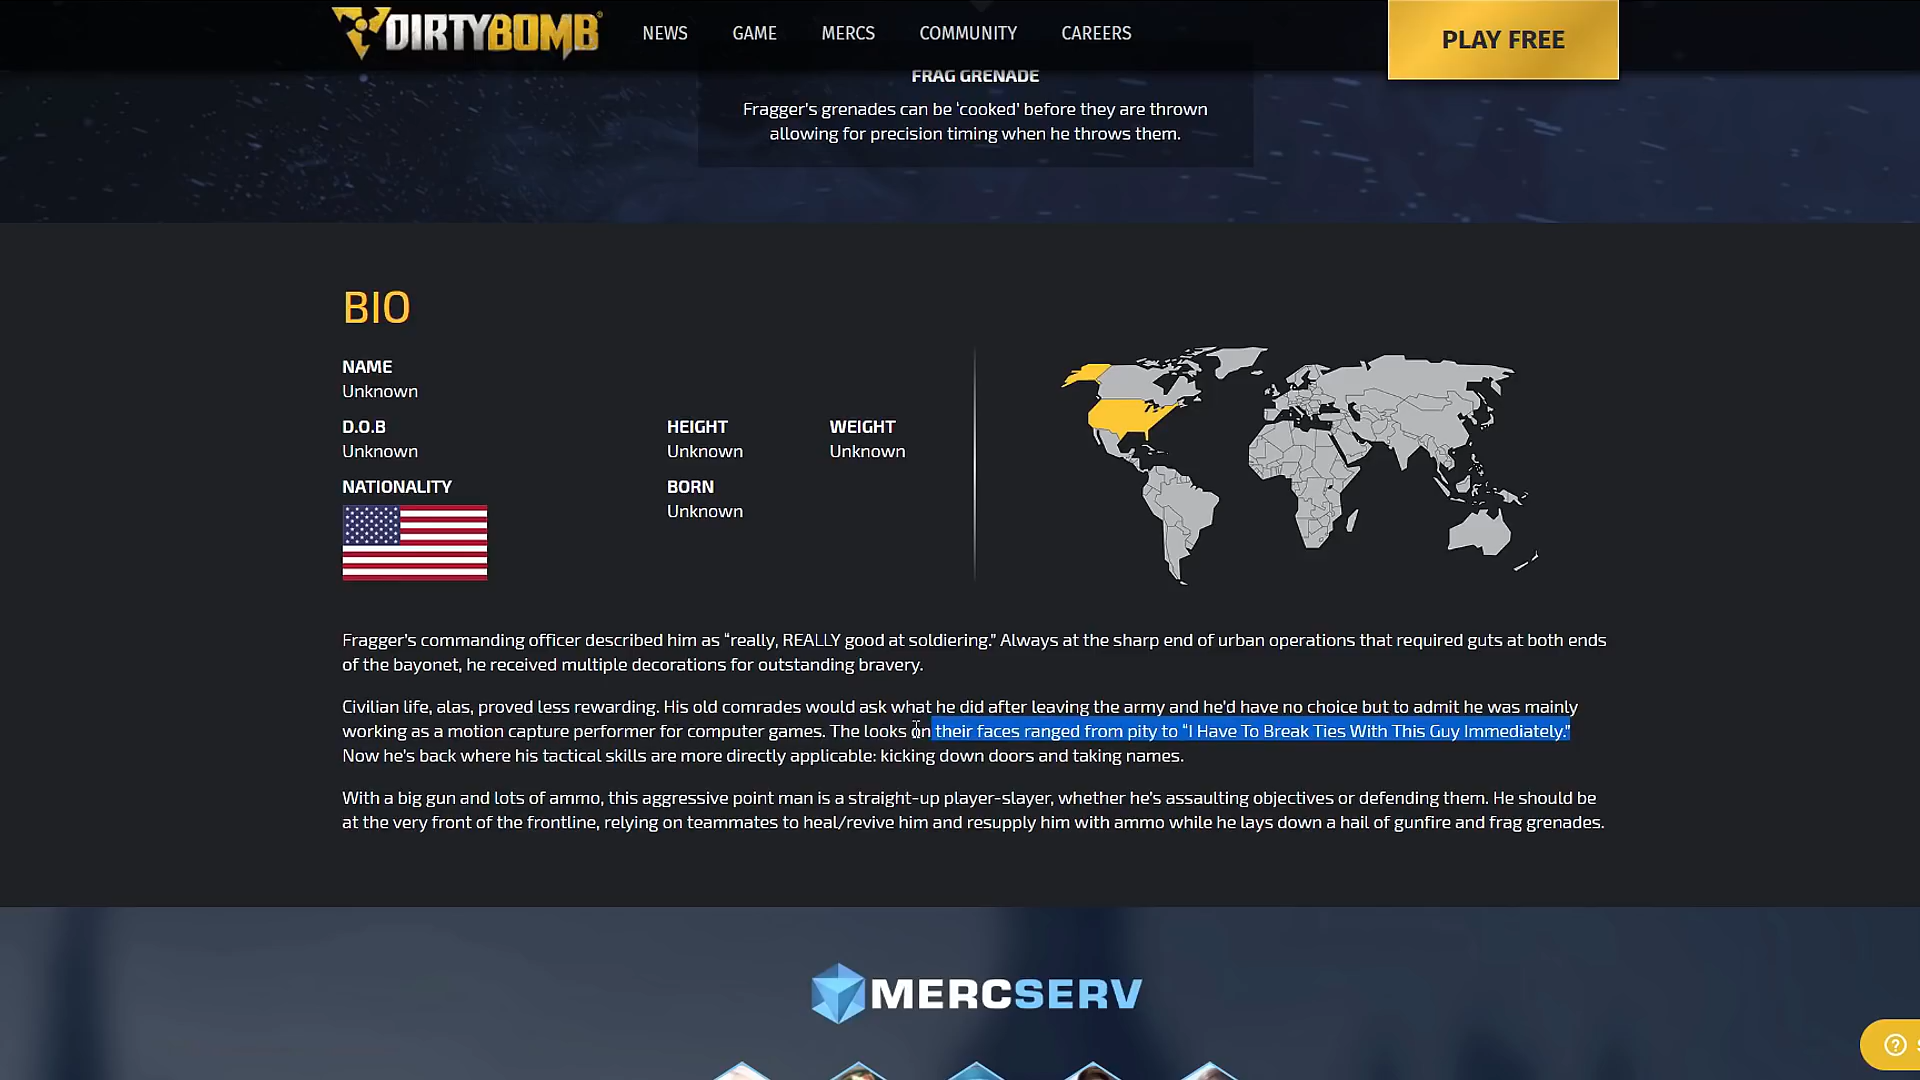 DIRTYBOMB
NEWS GAME MERCS COMMUNITY CAREERS
PLAY FREE
FRAG GRENADE
Fragger's grenades can be ‘cooked’ before they are thrown
allowing for precision timing when he throws them.
BIO
NAME
Unknown
D.O.B
Unknown
HEIGHT
Unknown
WEIGHT
Unknown
NATIONALITY
BORN
Unknown
Fragger's commanding officer described him as “really, REALLY good at soldiering.” Always at the sharp end of urban operations that required guts at both ends
of the bayonet, he received multiple decorations for outstanding bravery.
Civilian life, alas, proved less rewarding. His old comrades would ask what he did after leaving the army and he'd have no choice but to admit he was mainly
working as a motion capture performer for computer games. The looks on their faces ranged from pity to “I Have To Break Ties With This Guy Immediately.”
Now he's back where his tactical skills are more directly applicable: kicking down doors and taking names.
With a big gun and lots of ammo, this aggressive point man is a straight-up player-slayer, whether he's assaulting objectives or defending them. He should be
at the very front of the frontline, relying on teammates to heal/revive him and resupply him with ammo while he lays down a hail of gunfire and frag grenades.
MERCSERV